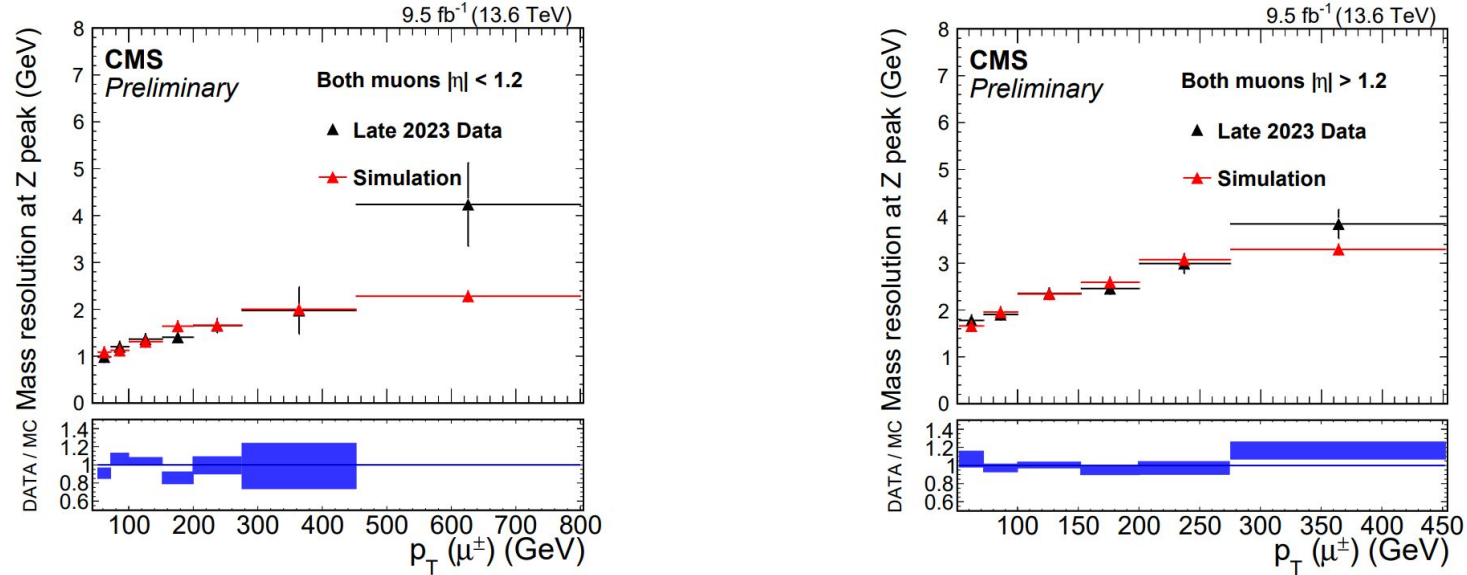 9.5 fb⁻¹ (13.6 TeV)
Mass resolution at Z peak (GeV)
8
7
6
5
4
3
2
1
0
CMS
Preliminary
Both muons |η| < 1.2
Late 2023 Data
Simulation
DATA / MC
1.4
1.2
1
0.8
0.6
100 200 300 400 500 600 700 800
p_T (μ^±) (GeV)
9.5 fb⁻¹ (13.6 TeV)
Mass resolution at Z peak (GeV)
8
7
6
5
4
3
2
1
0
CMS
Preliminary
Both muons |η| > 1.2
Late 2023 Data
Simulation
DATA / MC
1.4
1.2
1
0.8
0.6
100 150 200 250 300 350 400 450
p_T (μ^±) (GeV)